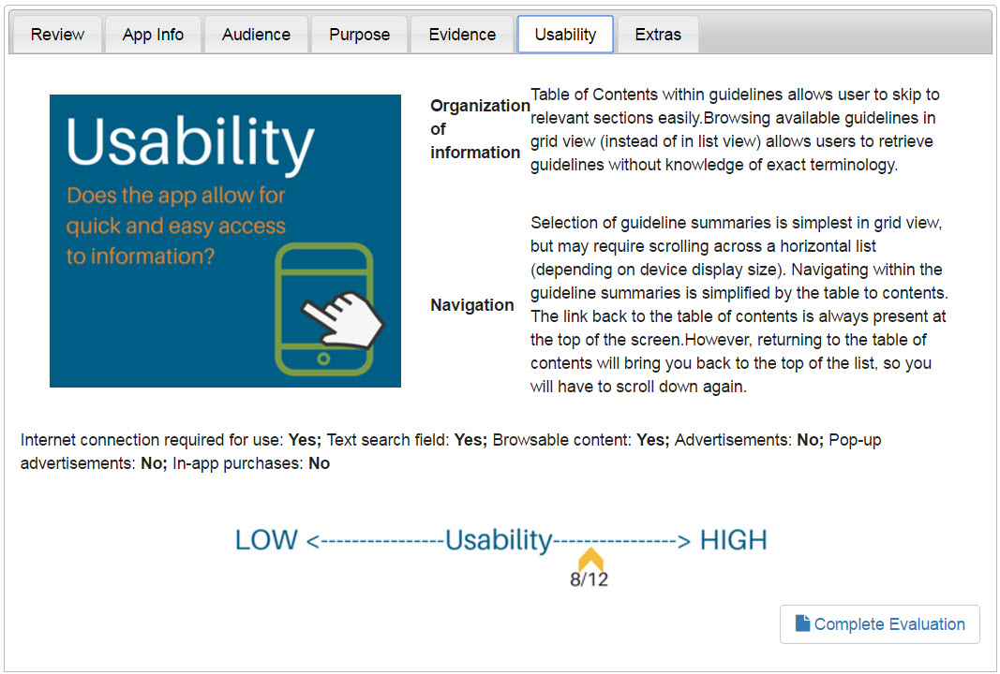 Review App Info Audience Purpose Evidence Usability Extras
Usability
Does the app allow for
quick and easy access
to information?
Organization
of
information
Table of Contents within guidelines allows user to skip to
relevant sections easily.Browsing available guidelines in
grid view (instead of in list view) allows users to retrieve
guidelines without knowledge of exact terminology.
Navigation
Selection of guideline summaries is simplest in grid view,
but may require scrolling across a horizontal list
(depending on device display size). Navigating within the
guideline summaries is simplified by the table to contents.
The link back to the table of contents is always present at
the top of the screen.However, returning to the table of
contents will bring you back to the top of the list, so you
will have to scroll down again.
Internet connection required for use: Yes; Text search field: Yes; Browsable content: Yes; Advertisements: No; Pop-up
advertisements: No; In-app purchases: No
LOW <----------------Usability----------------> HIGH
8/12
Complete Evaluation